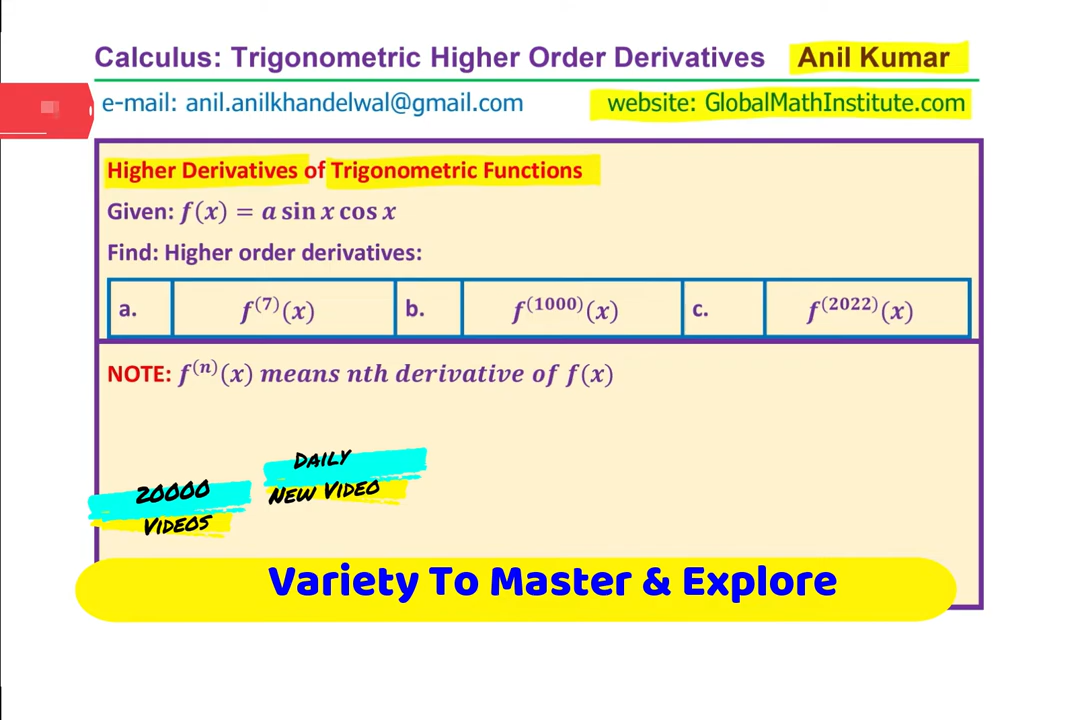 Calculus: Trigonometric Higher Order Derivatives Anil Kumar
e-mail: anil.anilkhandelwal@gmail.com website: GlobalMathInstitute.com
Higher Derivatives of Trigonometric Functions
Given: f(x) = a sin x cos x
Find: Higher order derivatives:
a. f⁽⁷⁾(x) b. f⁽¹⁰⁰⁰⁾(x) c. f⁽²⁰²²⁾(x)
NOTE: f⁽ⁿ⁾(x) means nth derivative of f(x)
20000
Videos
Daily
New Video
Variety To Master & Explore